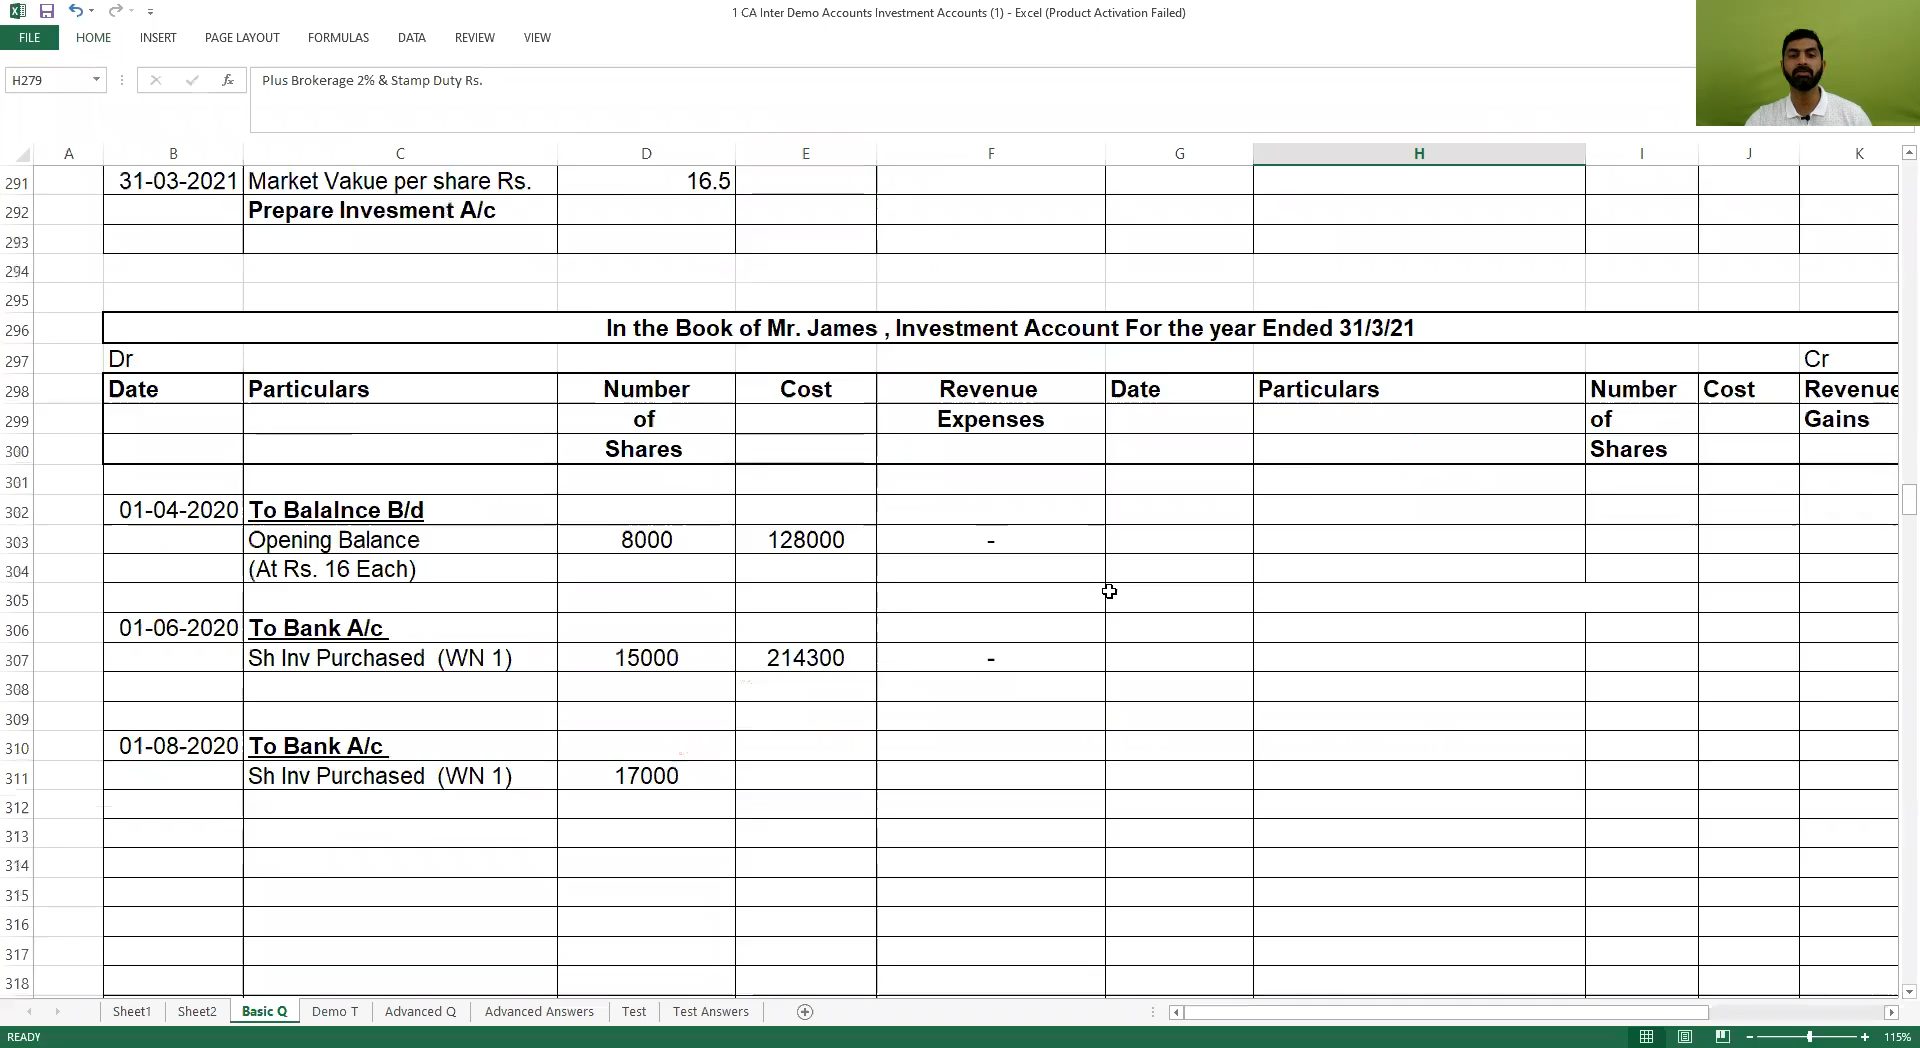 1 CA Inter Demo Accounts Investment Accounts (1) - Excel (Product Activation Failed)
FILE HOME INSERT PAGE LAYOUT FORMULAS DATA REVIEW VIEW
H279 fx Plus Brokerage 2% & Stamp Duty Rs.
A B C D E F G H I J K
291 31-03-2021 Market Vakue per share Rs. 16.5
292 Prepare Invesment A/c
293
294
295
296 In the Book of Mr. James , Investment Account For the year Ended 31/3/21
297 Dr Cr
298 Date Particulars Number Cost Revenue Date Particulars Number Cost Revenue
299 of Expenses of Gains
300 Shares Shares
301
302 01-04-2020 To Balalnce B/d
303 Opening Balance 8000 128000 -
304 (At Rs. 16 Each)
305
306 01-06-2020 To Bank A/c
307 Sh Inv Purchased (WN 1) 15000 214300 -
308
309
310 01-08-2020 To Bank A/c
311 Sh Inv Purchased (WN 1) 17000
312
313
314
315
316
317
318
Sheet1 Sheet2 Basic Q Demo T Advanced Q Advanced Answers Test Test Answers
READY 115%